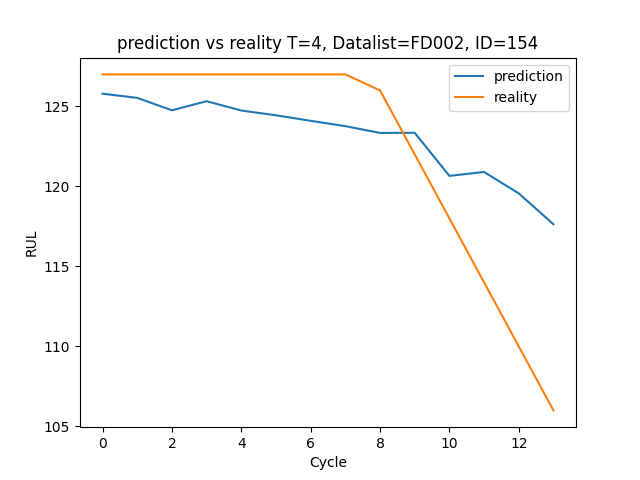 prediction vs reality T=4, Datalist=FD002, ID=154
prediction
reality
RUL
125
120
115
110
105
0 2 4 6 8 10 12
Cycle